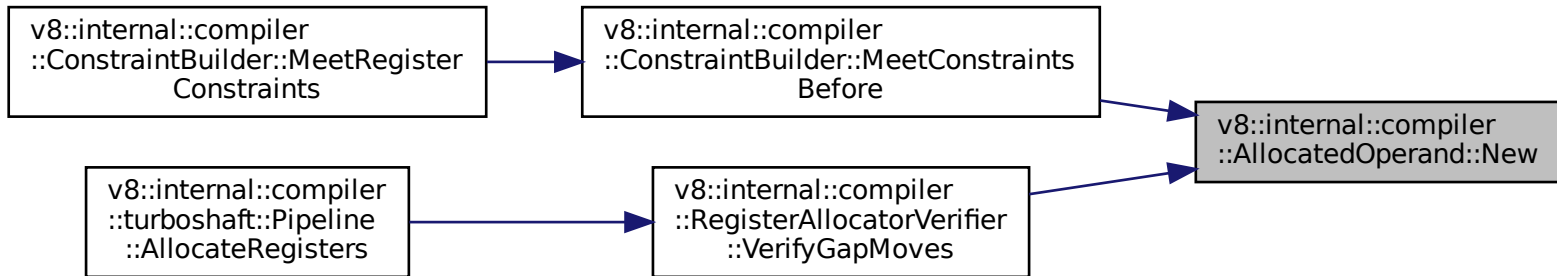 v8::internal::compiler
::ConstraintBuilder::MeetRegister
Constraints
v8::internal::compiler
::ConstraintBuilder::MeetConstraints
Before
v8::internal::compiler
::AllocatedOperand::New
v8::internal::compiler
::turboshaft::Pipeline
::AllocateRegisters
v8::internal::compiler
::RegisterAllocatorVerifier
::VerifyGapMoves